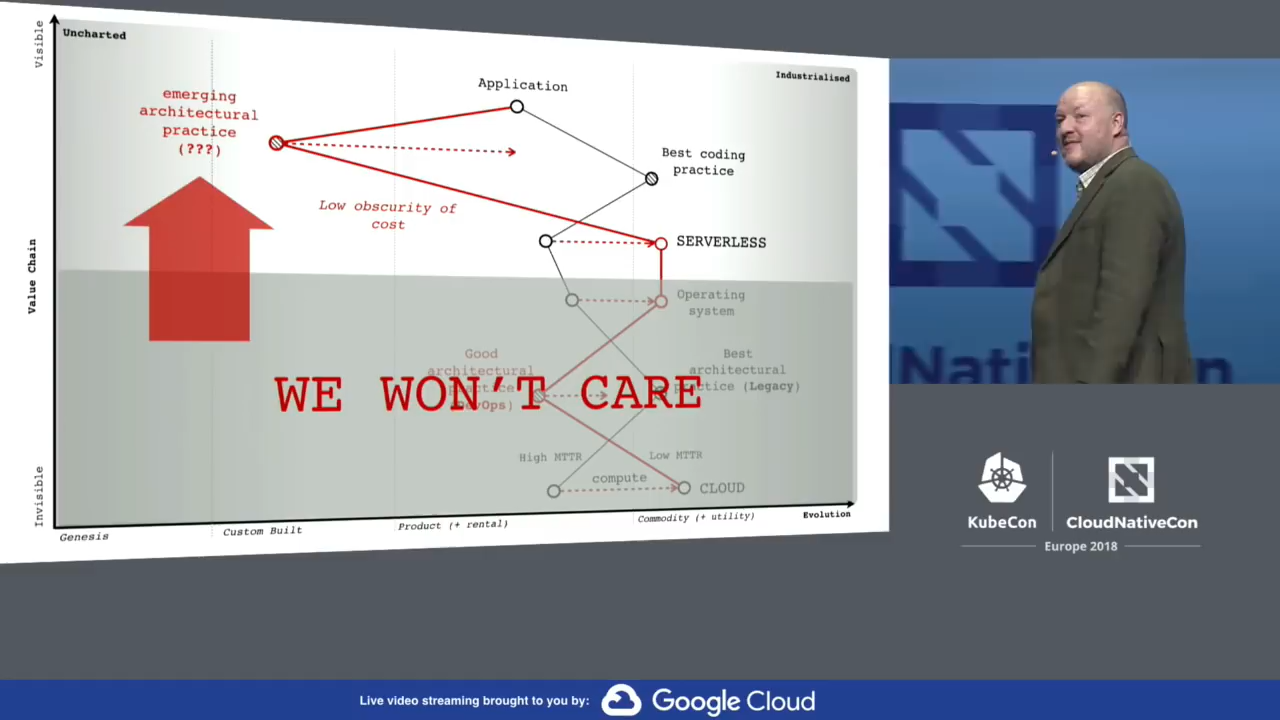 Uncharted
Industrialised
Visible
Value Chain
Invisible
emerging
architectural
practice
(???)
Application
Best coding
practice
Low obscurity of
cost
SERVERLESS
Operating
system
Good
architectural
practice
(DevOps)
Best
architectural
practice (Legacy)
WE WON'T CARE
High MTTR
Low MTTR
compute
CLOUD
Genesis
Custom Built
Product (+ rental)
Commodity (+ utility)
Evolution
dNativeCon
KubeCon
CloudNativeCon
Europe 2018
Live video streaming brought to you by:
Google Cloud